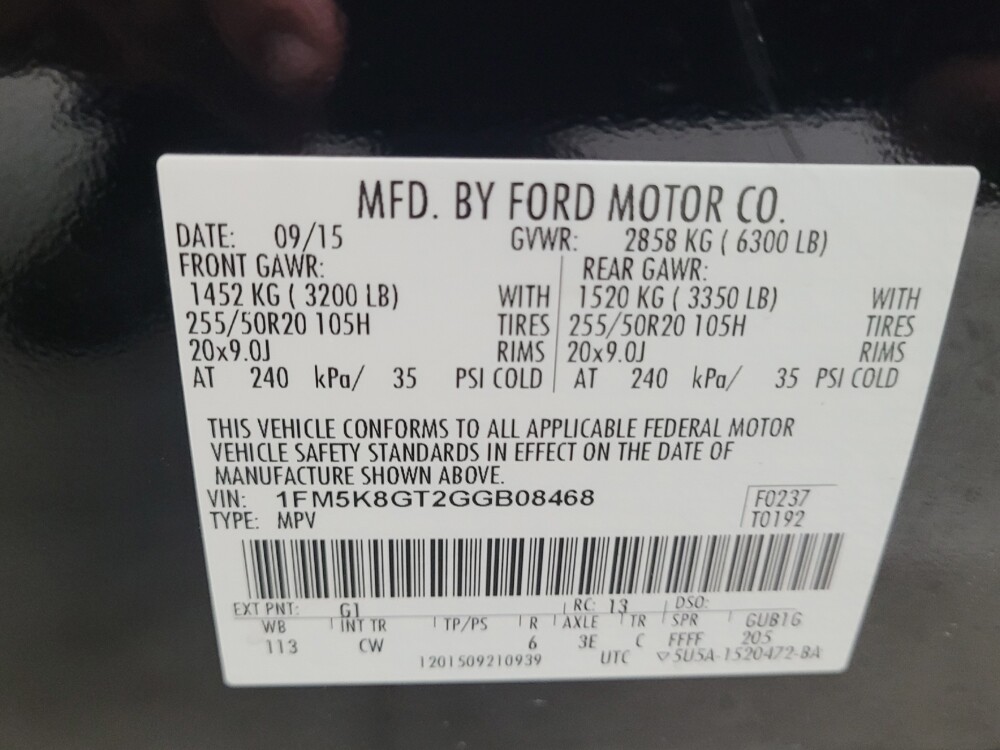 MFD. BY FORD MOTOR CO.
DATE: 09/15 GVWR: 2858 KG ( 6300 LB)
FRONT GAWR: REAR GAWR:
1452 KG ( 3200 LB) WITH 1520 KG ( 3350 LB) WITH
255/50R20 105H TIRES 255/50R20 105H TIRES
20x9.0J RIMS 20x9.0J RIMS
AT 240 kPa/ 35 PSI COLD AT 240 kPa/ 35 PSI COLD
THIS VEHICLE CONFORMS TO ALL APPLICABLE FEDERAL MOTOR
VEHICLE SAFETY STANDARDS IN EFFECT ON THE DATE OF
MANUFACTURE SHOWN ABOVE.
VIN: 1FM5K8GT2GGB08468 F0237
TYPE: MPV T0192
EXT PNT: G1 RC: 13 DSO:
WB INT TR TP/PS R AXLE TR SPR GUB1G
113 CW 6 3E C FFFF 205
1201509210939 UTC ▽5U5A-1520472-BA